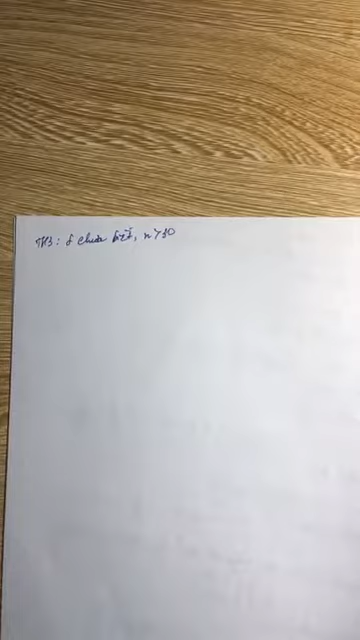 TH3: δ chưa biết, n > 30